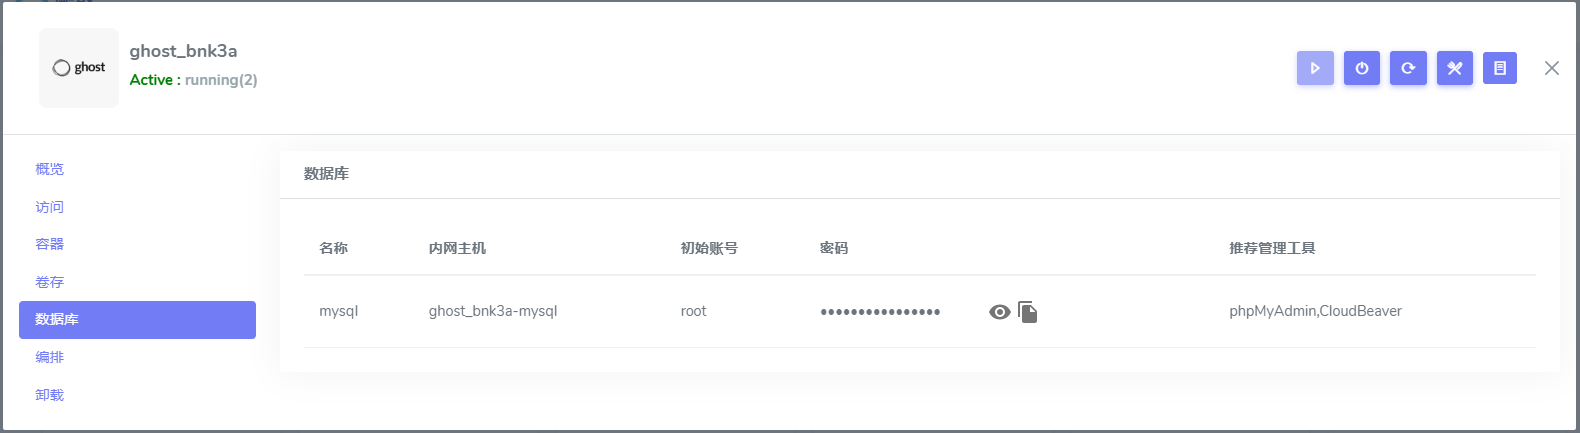 ghost
ghost_bnk3a
Active : running(2)
概览
访问
容器
卷存
数据库
编排
卸载
数据库
名称 内网主机 初始账号 密码 推荐管理工具
mysql ghost_bnk3a-mysql root •••••••••••••••• phpMyAdmin,CloudBeaver